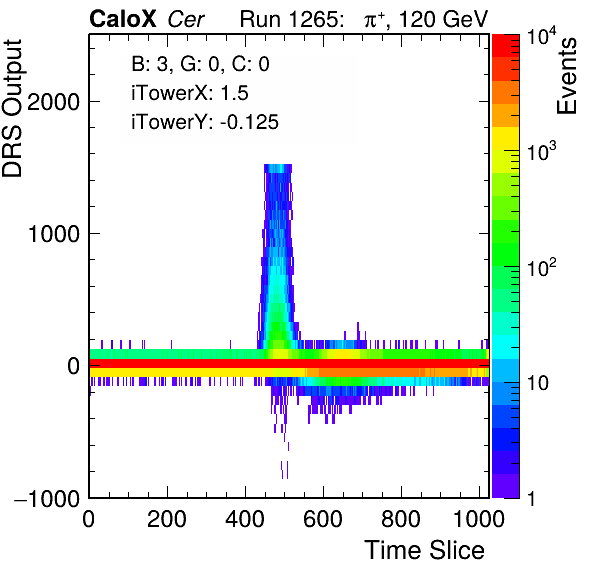 CaloX Cer Run 1265: π⁺, 120 GeV
B: 3, G: 0, C: 0
iTowerX: 1.5
iTowerY: -0.125
DRS Output
2000
1000
0
−1000
0 200 400 600 800 1000
Time Slice
Events
10⁴
10³
10²
10
1